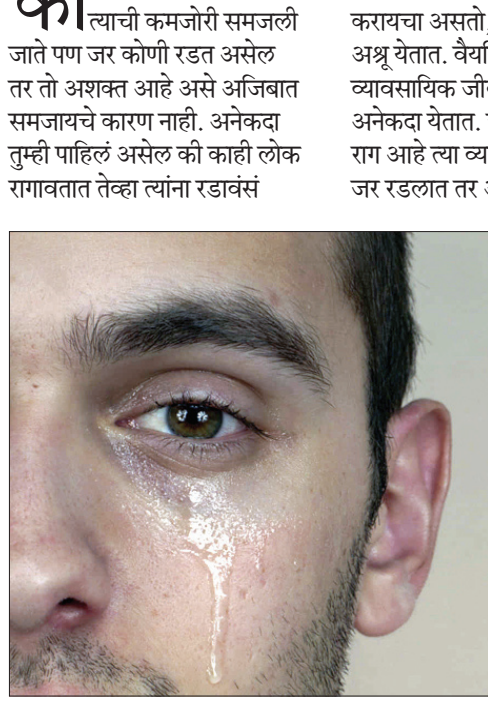 त्याची कमजोरी समजली
जाते पण जर कोणी रडत असेल
तर तो अशक्त आहे असे अजिबात
समजायचे कारण नाही. अनेकदा
तुम्ही पाहिलं असेल की काही लोक
रागावतात तेव्हा त्यांना रडावंसं
करायचा असतो,
अश्रू येतात.
व्यावसायिक
अनेकदा येतात.
राग आहे त्या
जर रडलात तर